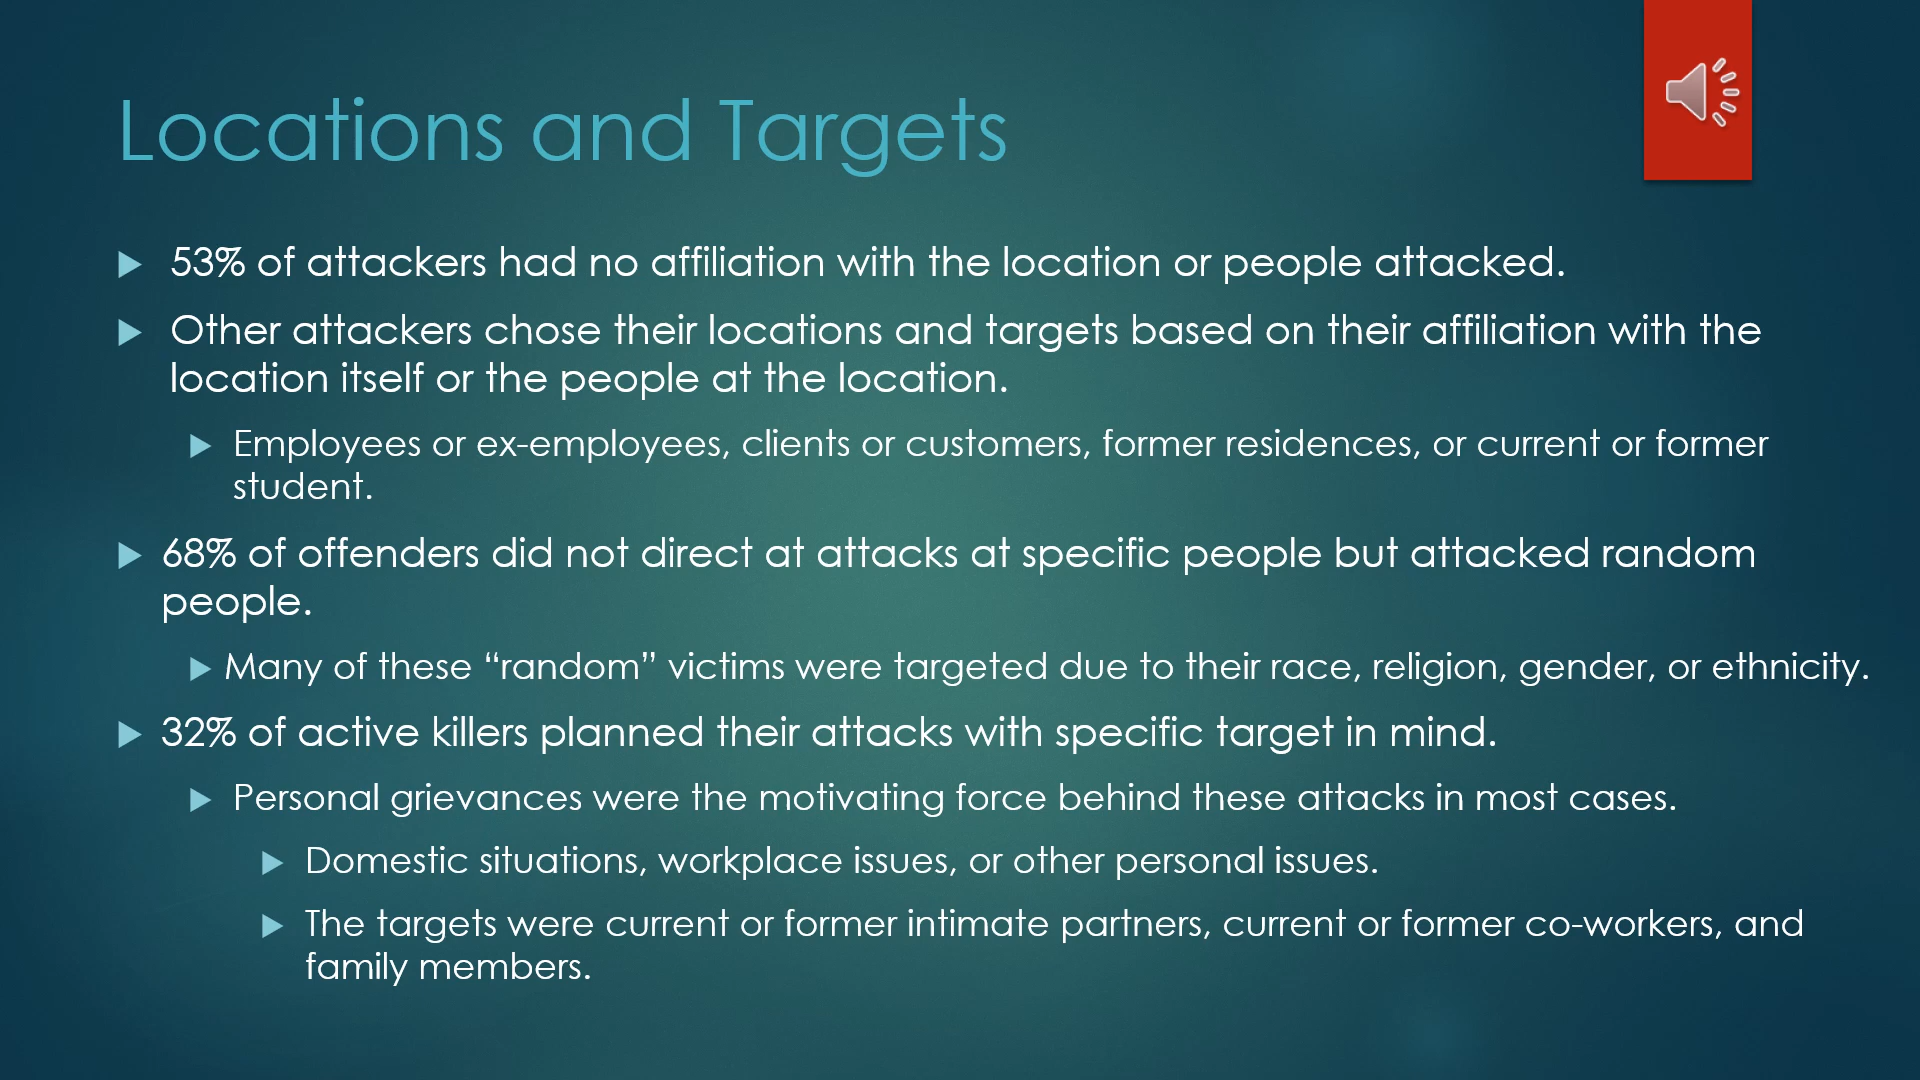 Locations and Targets
53% of attackers had no affiliation with the location or people attacked.
Other attackers chose their locations and targets based on their affiliation with the
location itself or the people at the location.
Employees or ex-employees, clients or customers, former residences, or current or former
student.
68% of offenders did not direct at attacks at specific people but attacked random
people.
Many of these “random” victims were targeted due to their race, religion, gender, or ethnicity.
32% of active killers planned their attacks with specific target in mind.
Personal grievances were the motivating force behind these attacks in most cases.
Domestic situations, workplace issues, or other personal issues.
The targets were current or former intimate partners, current or former co-workers, and
family members.